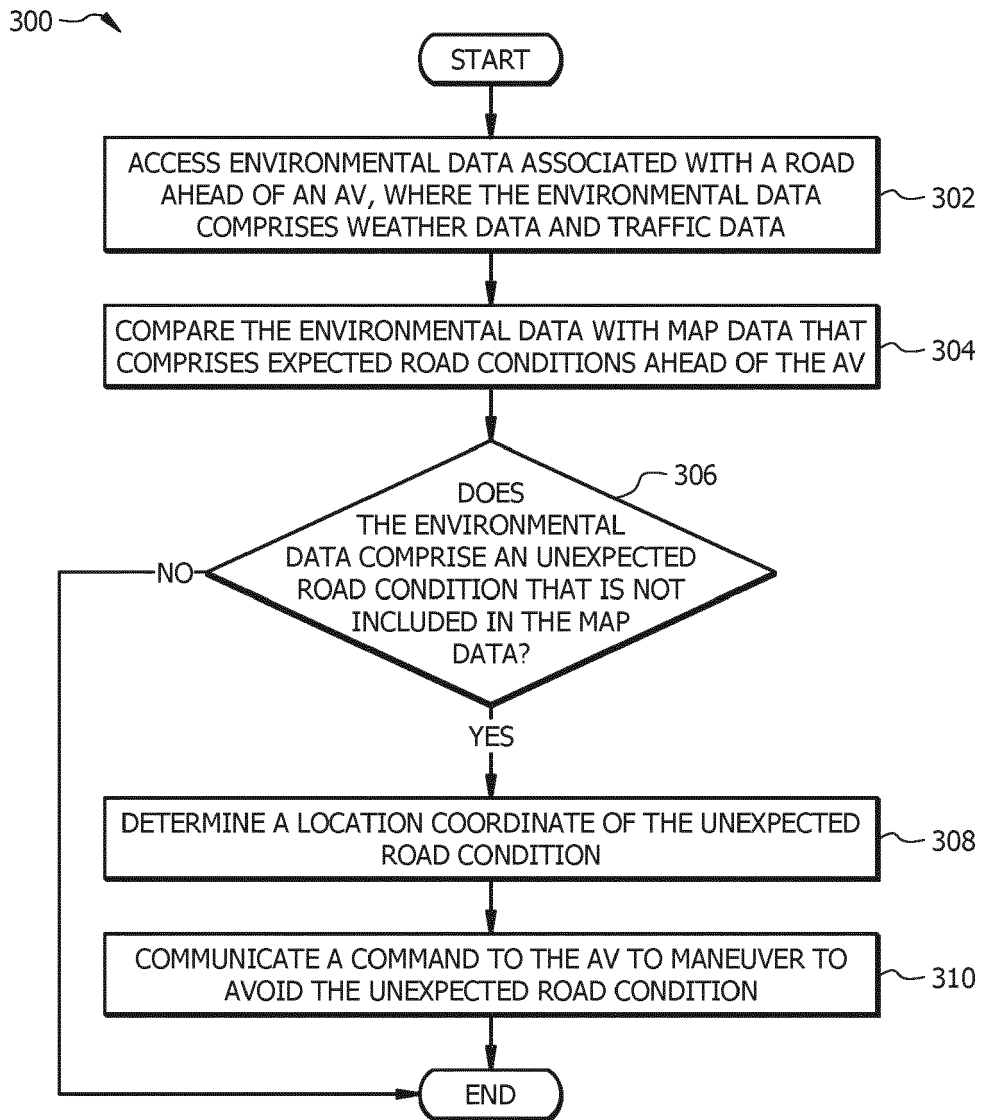 300
START
ACCESS ENVIRONMENTAL DATA ASSOCIATED WITH A ROAD
AHEAD OF AN AV, WHERE THE ENVIRONMENTAL DATA
COMPRISES WEATHER DATA AND TRAFFIC DATA
302
COMPARE THE ENVIRONMENTAL DATA WITH MAP DATA THAT
COMPRISES EXPECTED ROAD CONDITIONS AHEAD OF THE AV
304
306
DOES
THE ENVIRONMENTAL
DATA COMPRISE AN UNEXPECTED
ROAD CONDITION THAT IS NOT
INCLUDED IN THE MAP
DATA?
NO
YES
DETERMINE A LOCATION COORDINATE OF THE UNEXPECTED
ROAD CONDITION
308
COMMUNICATE A COMMAND TO THE AV TO MANEUVER TO
AVOID THE UNEXPECTED ROAD CONDITION
310
END